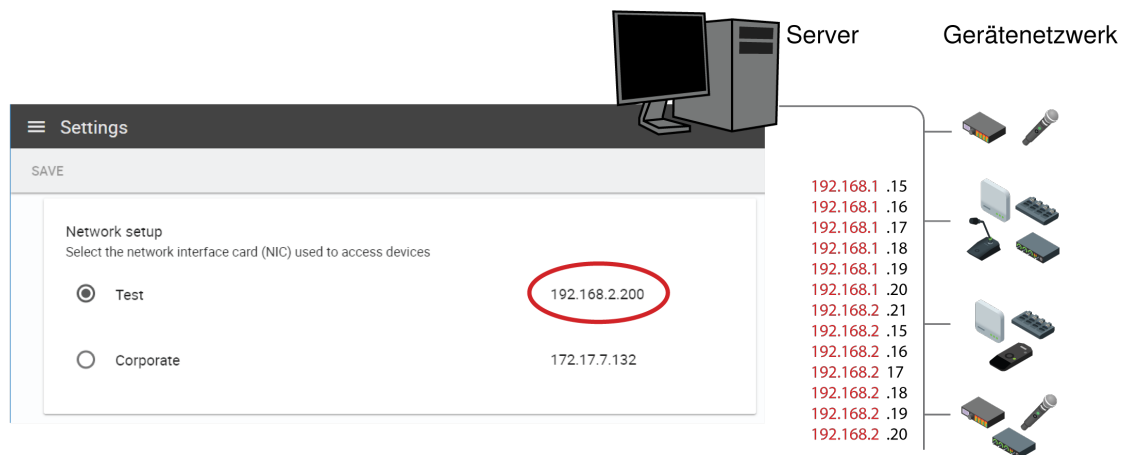 Server
Gerätenetzwerk
Settings
SAVE
Network setup
Select the network interface card (NIC) used to access devices
Test 192.168.2.200
Corporate 172.17.7.132
192.168.1 .15
192.168.1 .16
192.168.1 .17
192.168.1 .18
192.168.1 .19
192.168.1 .20
192.168.2 .21
192.168.2 .15
192.168.2 .16
192.168.2 17
192.168.2 .18
192.168.2 .19
192.168.2 .20